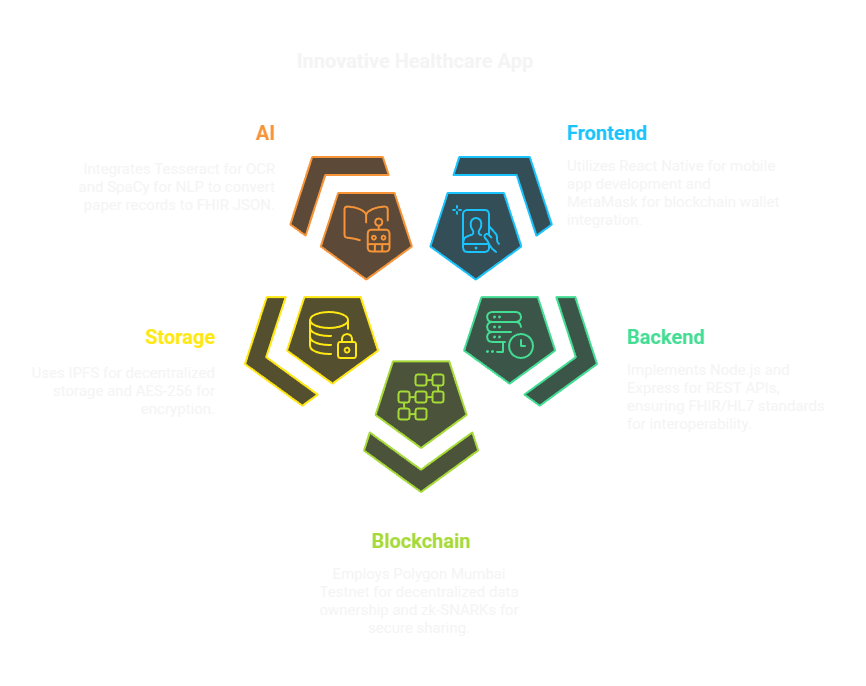 Innovative Healthcare App
AI
Integrates Tesseract for OCR
and SpaCy for NLP to convert
paper records to FHIR JSON.
Frontend
Utilizes React Native for mobile
app development and
MetaMask for blockchain wallet
integration.
Storage
Uses IPFS for decentralized
storage and AES-256 for
encryption.
Backend
Implements Node.js and
Express for REST APIs,
ensuring FHIR/HL7 standards
for interoperability.
Blockchain
Employs Polygon Mumbai
Testnet for decentralized data
ownership and zk-SNARKs for
secure sharing.